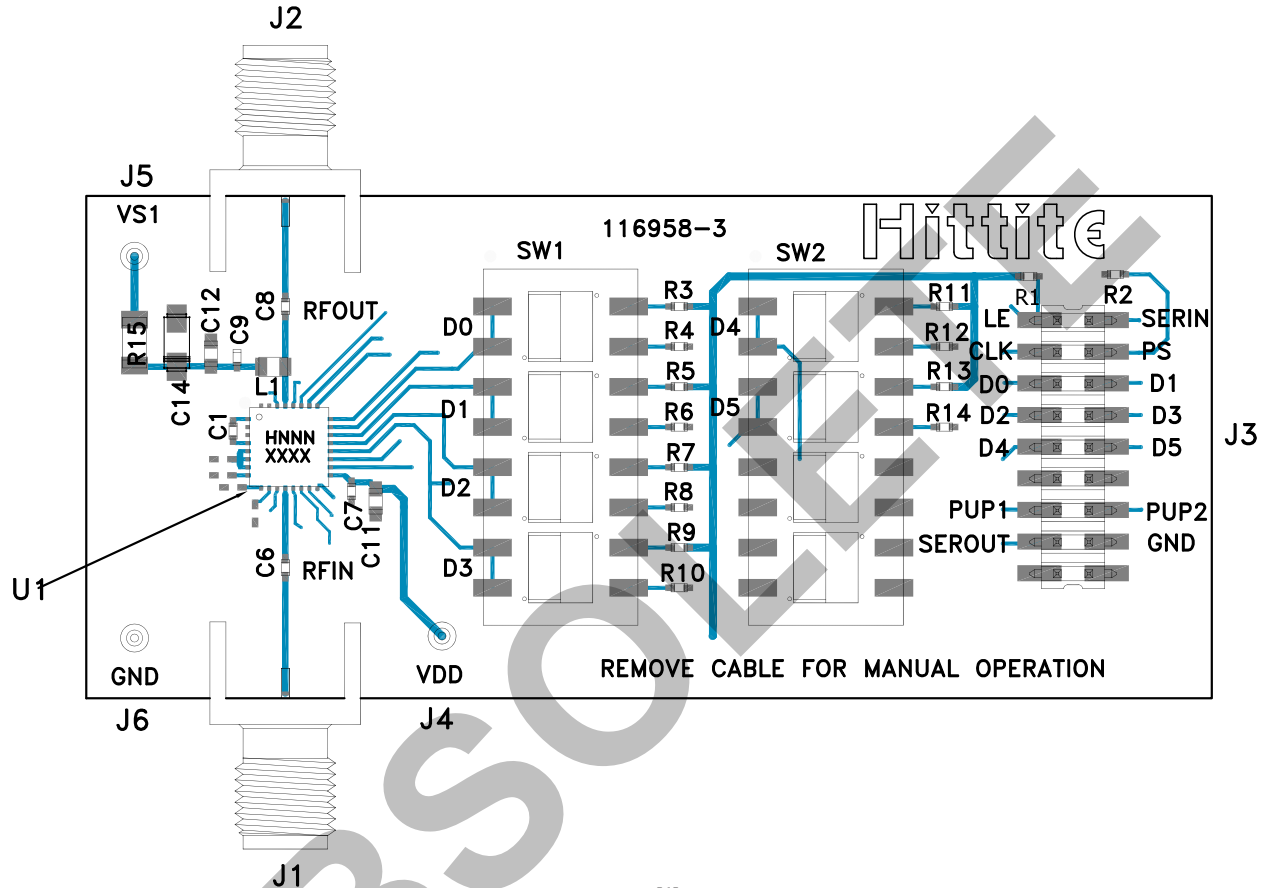 J2
J5
VS1
116958-3
Hittite
SW1
SW2
R15
C14
C12
C9
C8
RFOUT
L1
D0
D1
D2
D3
R3
R4
R5
R6
R7
R8
R9
R10
D4
D5
R11
R12
R13
R14
R1
R2
LE
SERIN
CLK
PS
D0
D1
D2
D3
D4
D5
PUP1
PUP2
SEROUT
GND
J3
C1
HNNN
XXXX
C7
C11
C6
RFIN
U1
GND
VDD
REMOVE CABLE FOR MANUAL OPERATION
J6
J4
J1
BSOLETE